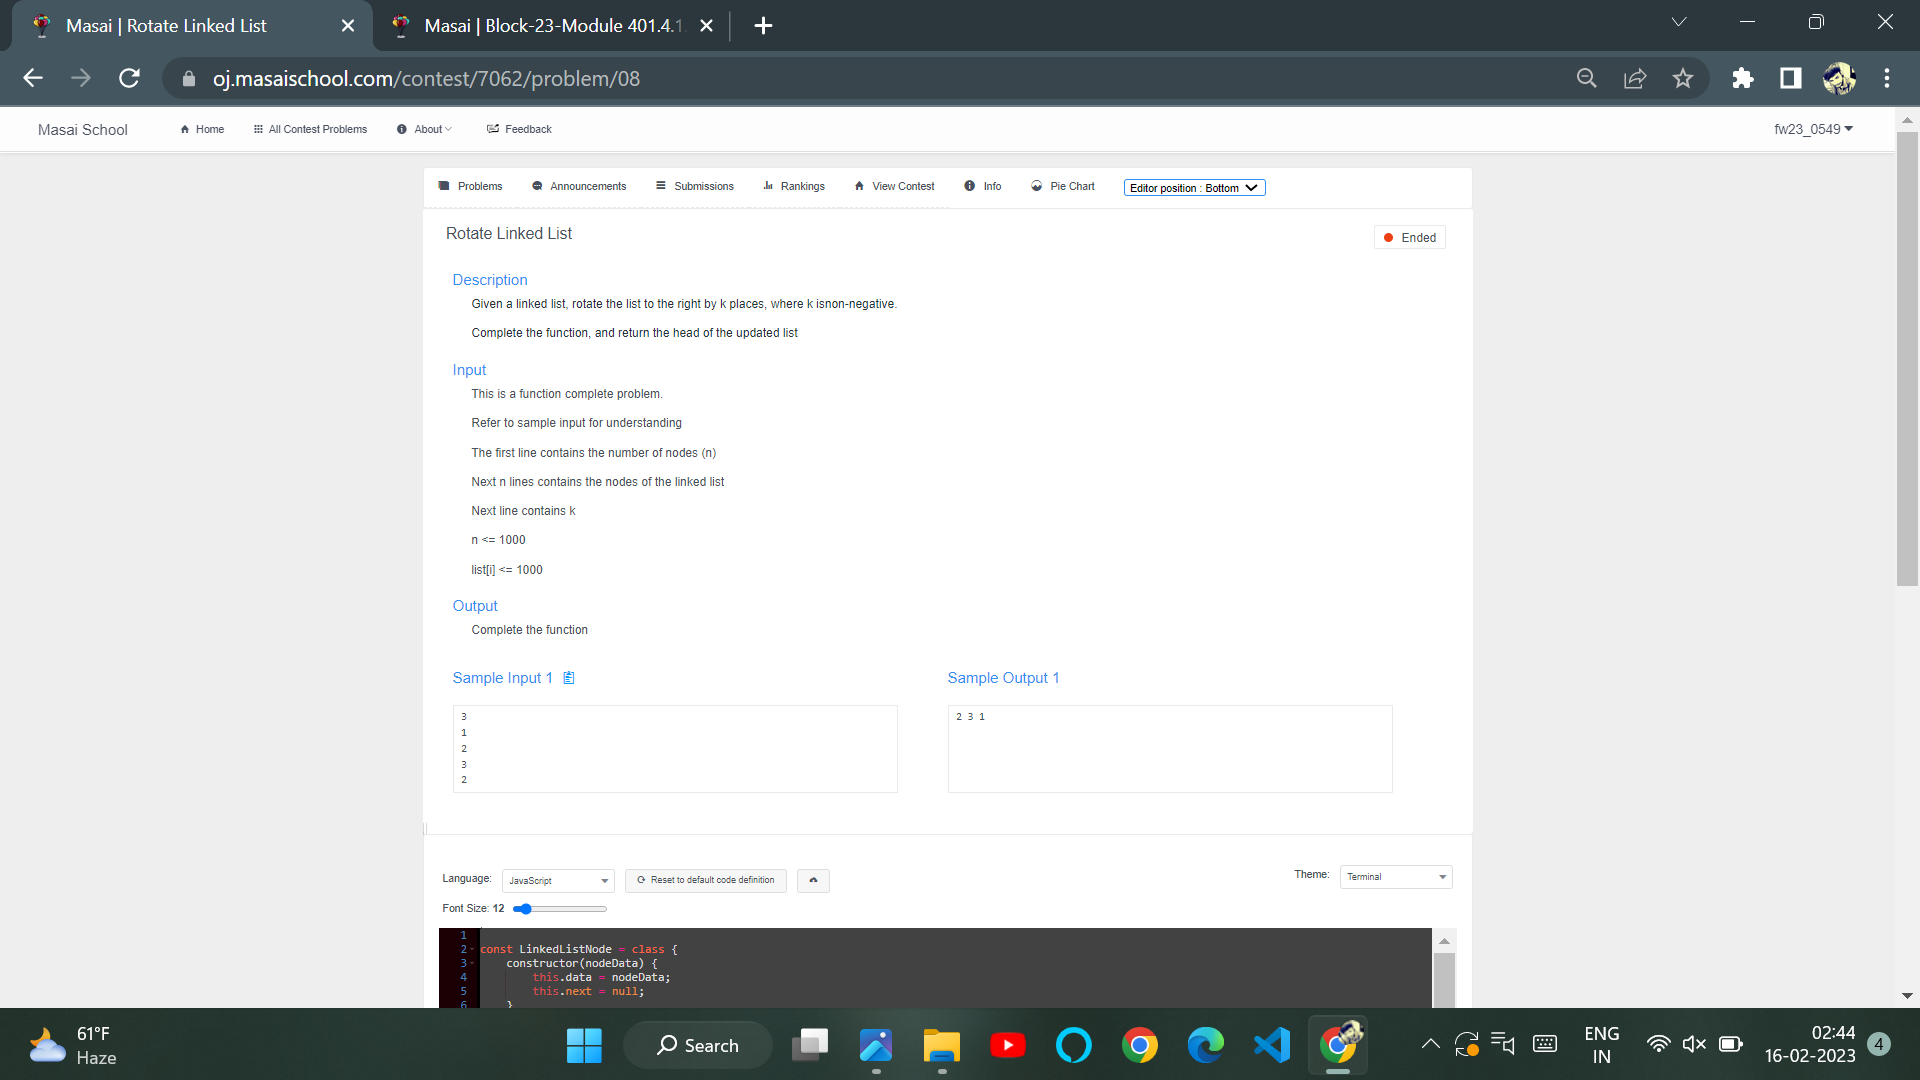 Masai | Rotate Linked List
Masai | Block-23-Module 401.4.1
oj.masaischool.com/contest/7062/problem/08
Masai School
Home
All Contest Problems
About
Feedback
fw23_0549
Problems
Announcements
Submissions
Rankings
View Contest
Info
Pie Chart
Editor position : Bottom
Rotate Linked List
Ended
Description
Given a linked list, rotate the list to the right by k places, where k isnon-negative.
Complete the function, and return the head of the updated list
Input
This is a function complete problem.
Refer to sample input for understanding
The first line contains the number of nodes (n)
Next n lines contains the nodes of the linked list
Next line contains k
n <= 1000
list[i] <= 1000
Output
Complete the function
Sample Input 1
Sample Output 1
3
1
2
3
2
2 3 1
Language:
JavaScript
Reset to default code definition
Theme:
Terminal
Font Size: 12
1
2 const LinkedListNode = class {
3 constructor(nodeData) {
4 this.data = nodeData;
5 this.next = null;
6 }
61°F
Haze
Search
ENG
IN
02:44
16-02-2023
4